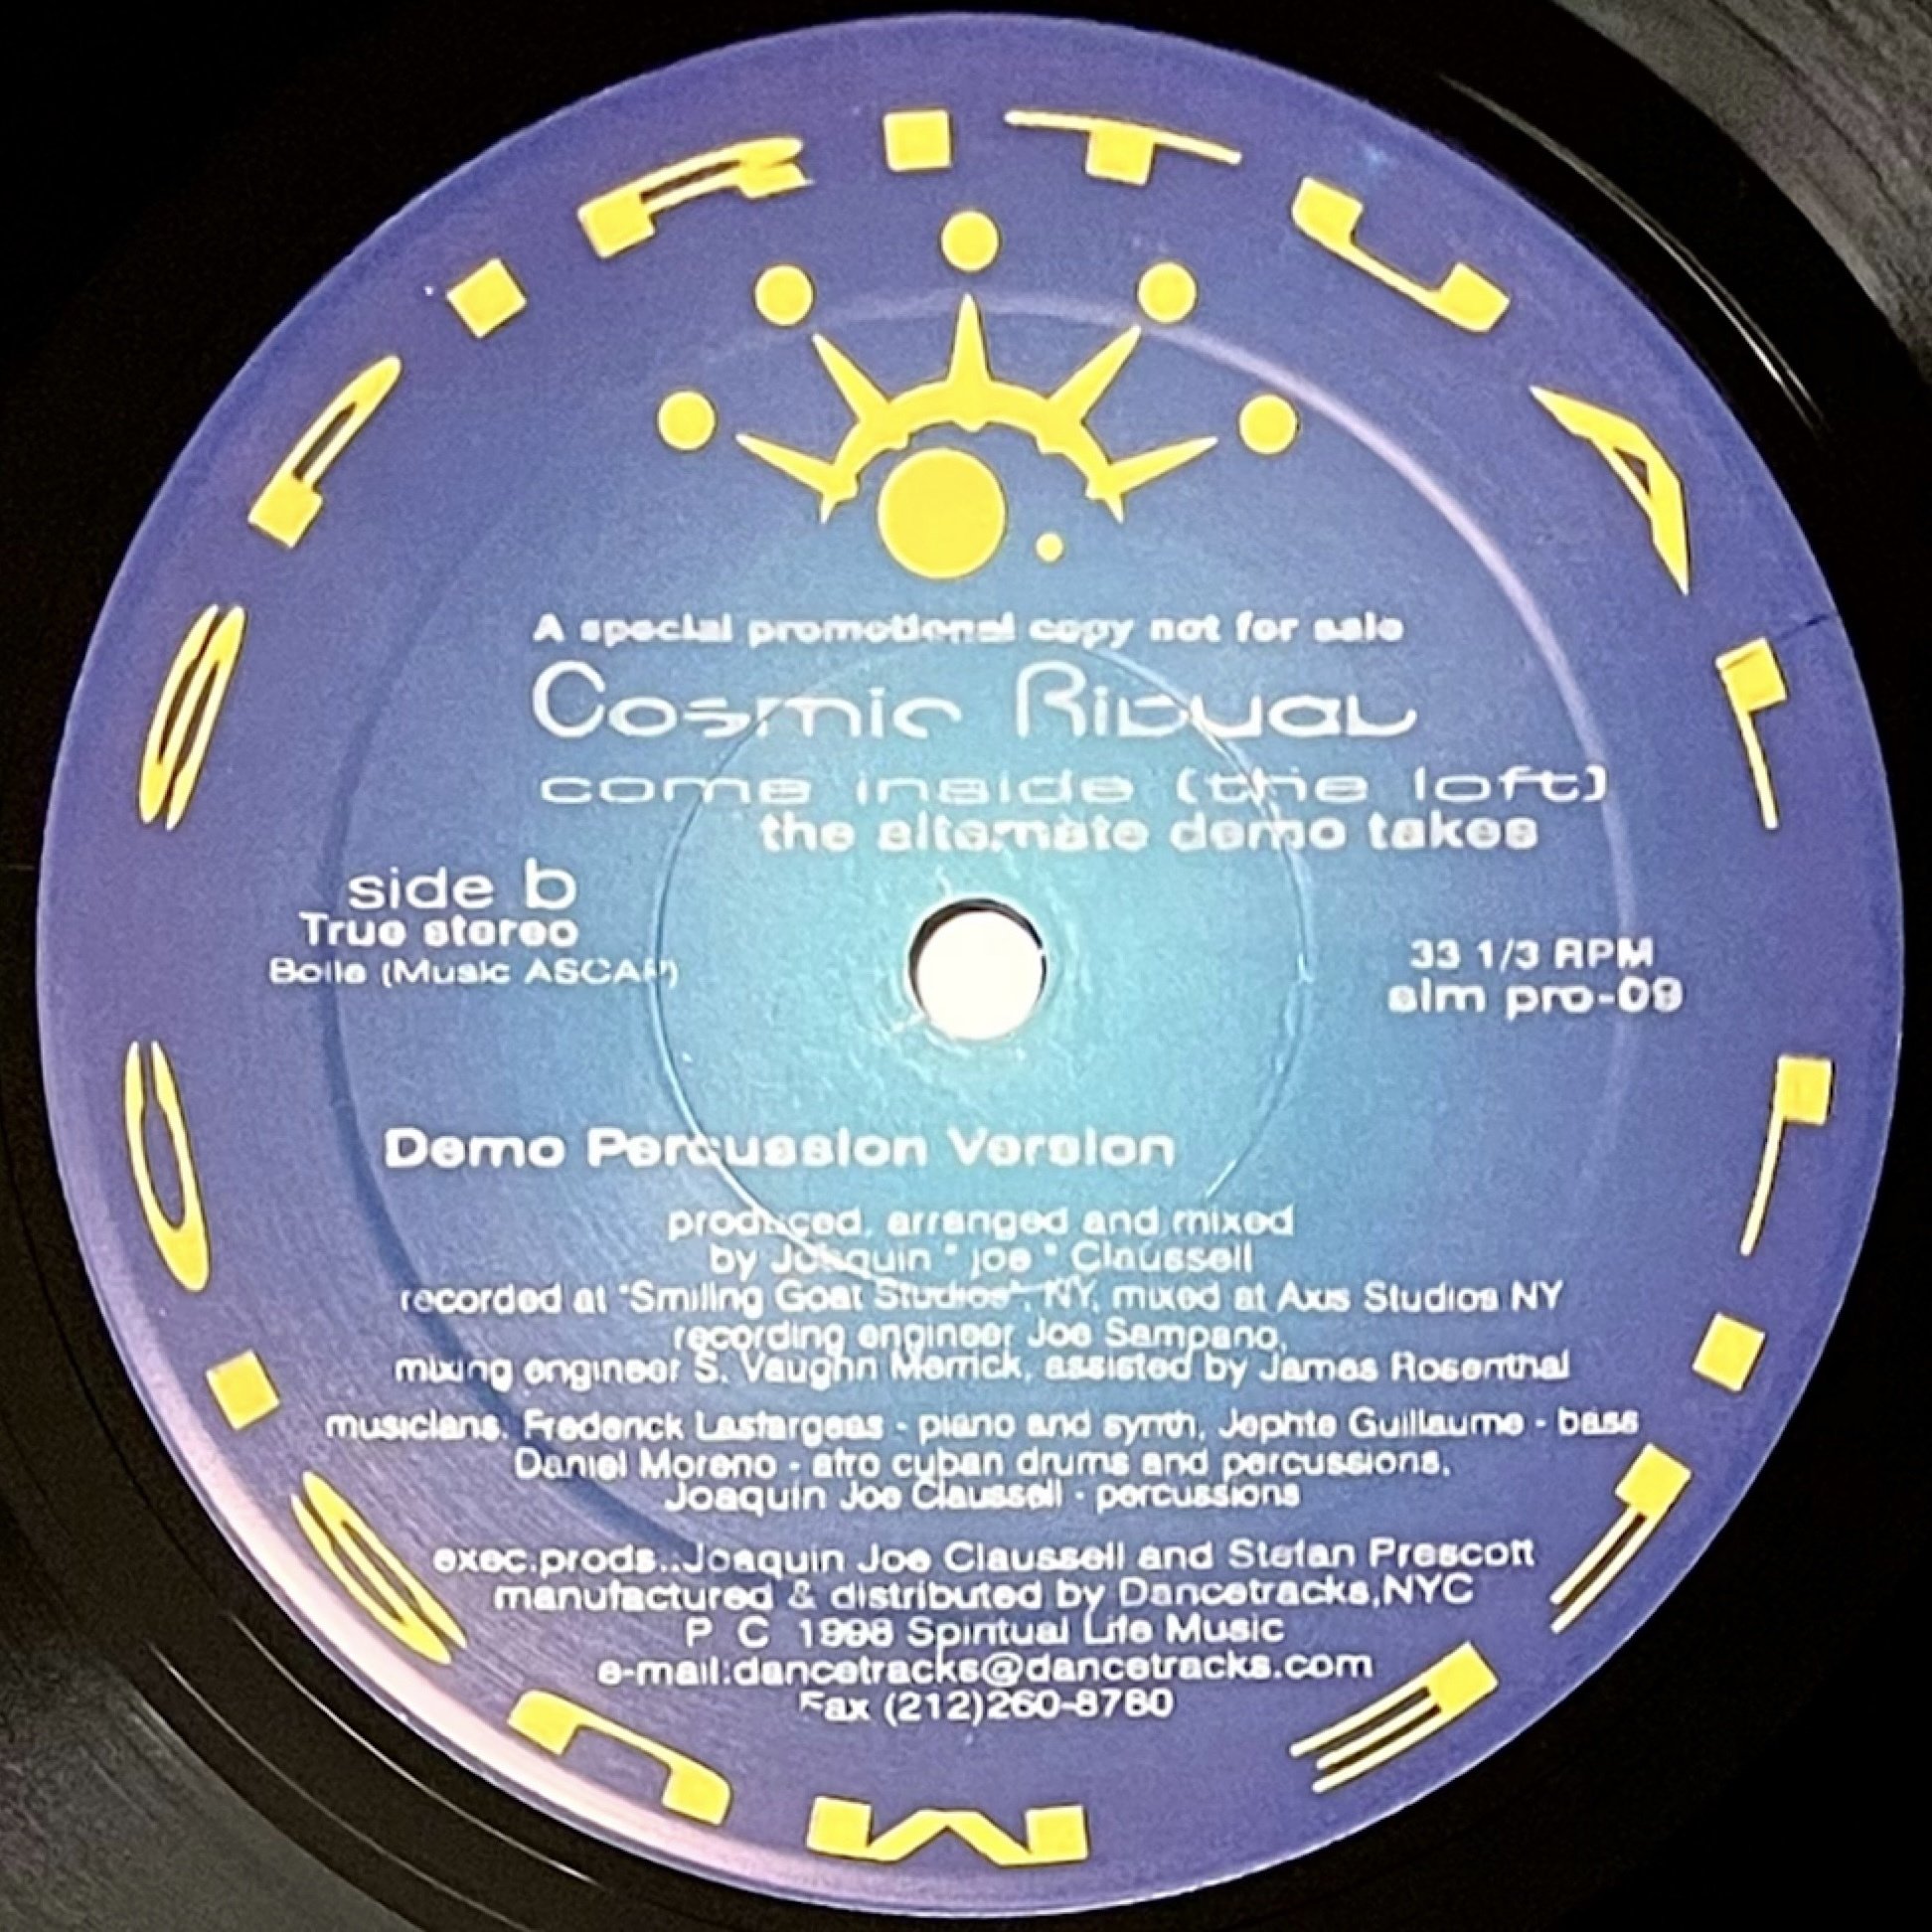 SPIRITUAL LIFE MUSIC
A special promotional copy not for sale
Cosmic Ritual
come inside (the loft)
the alternate demo takes
side b
True stereo
(Music ASCAP)
33 1/3 RPM
slm pro-09
Demo Percussion Version
produced, arranged and mixed
by Joaquin "joe" Claussell
recorded at "Smiling Goat Studios", NY, mixed at Axis Studios NY
recording engineer Joe Sampano,
mixing engineer S. Vaughn Merrick, assisted by James Rosenthal
musicians: Frederick Lasfargeas - piano and synth, Jephte Guillaume - bass
Daniel Moreno - afro cuban drums and percussions,
Joaquin Joe Claussell - percussions
exec.prods..Joaquin Joe Claussell and Stefan Prescott
manufactured & distributed by Dancetracks,NYC
P C 1998 Spiritual Life Music
e-mail:dancetracks@dancetracks.com
Fax (212)260-8780